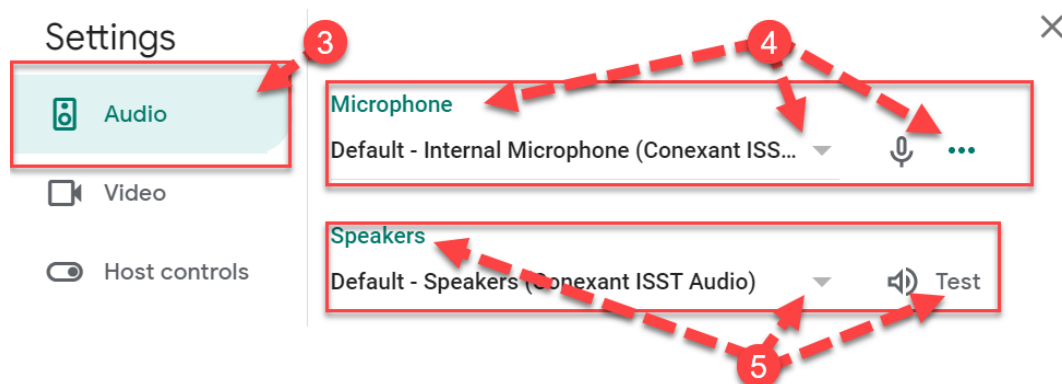 Settings
3
4
Audio
Microphone
Default - Internal Microphone (Conexant ISS...
Video
Speakers
Host controls
Default - Speakers (Conexant ISST Audio)
Test
5